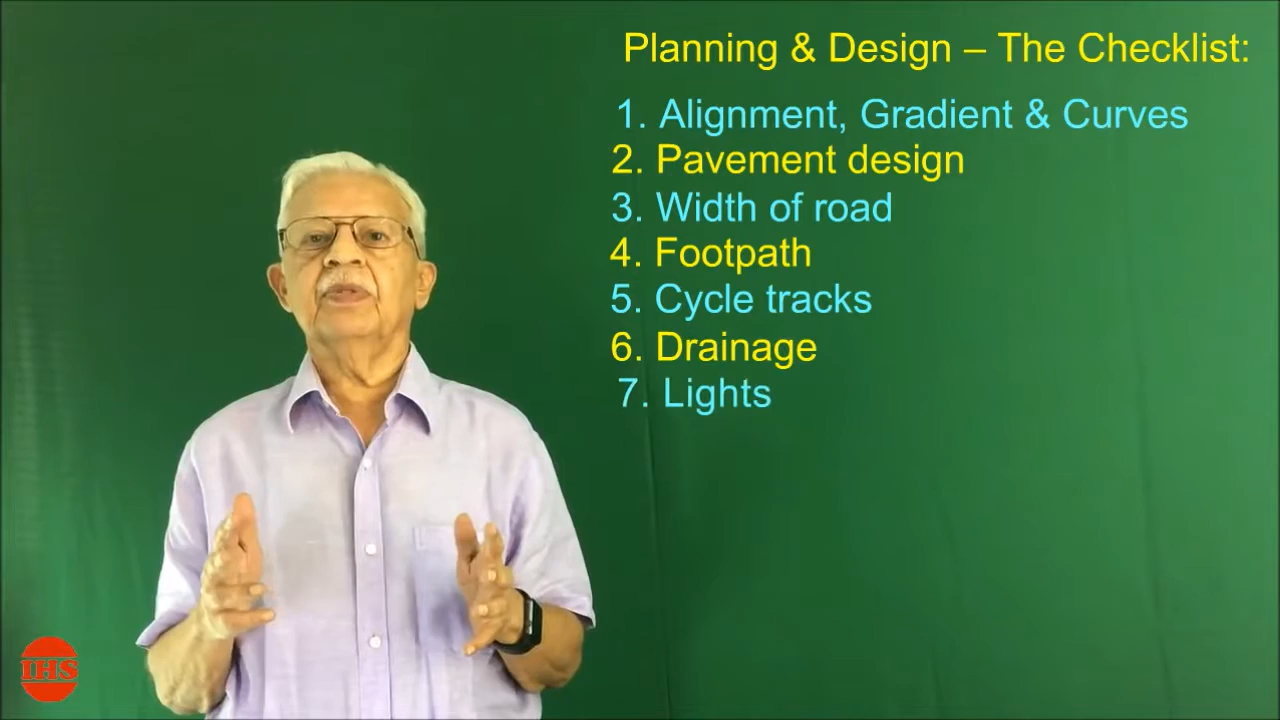 Planning & Design – The Checklist:
1. Alignment, Gradient & Curves
2. Pavement design
3. Width of road
4. Footpath
5. Cycle tracks
6. Drainage
7. Lights
IHS